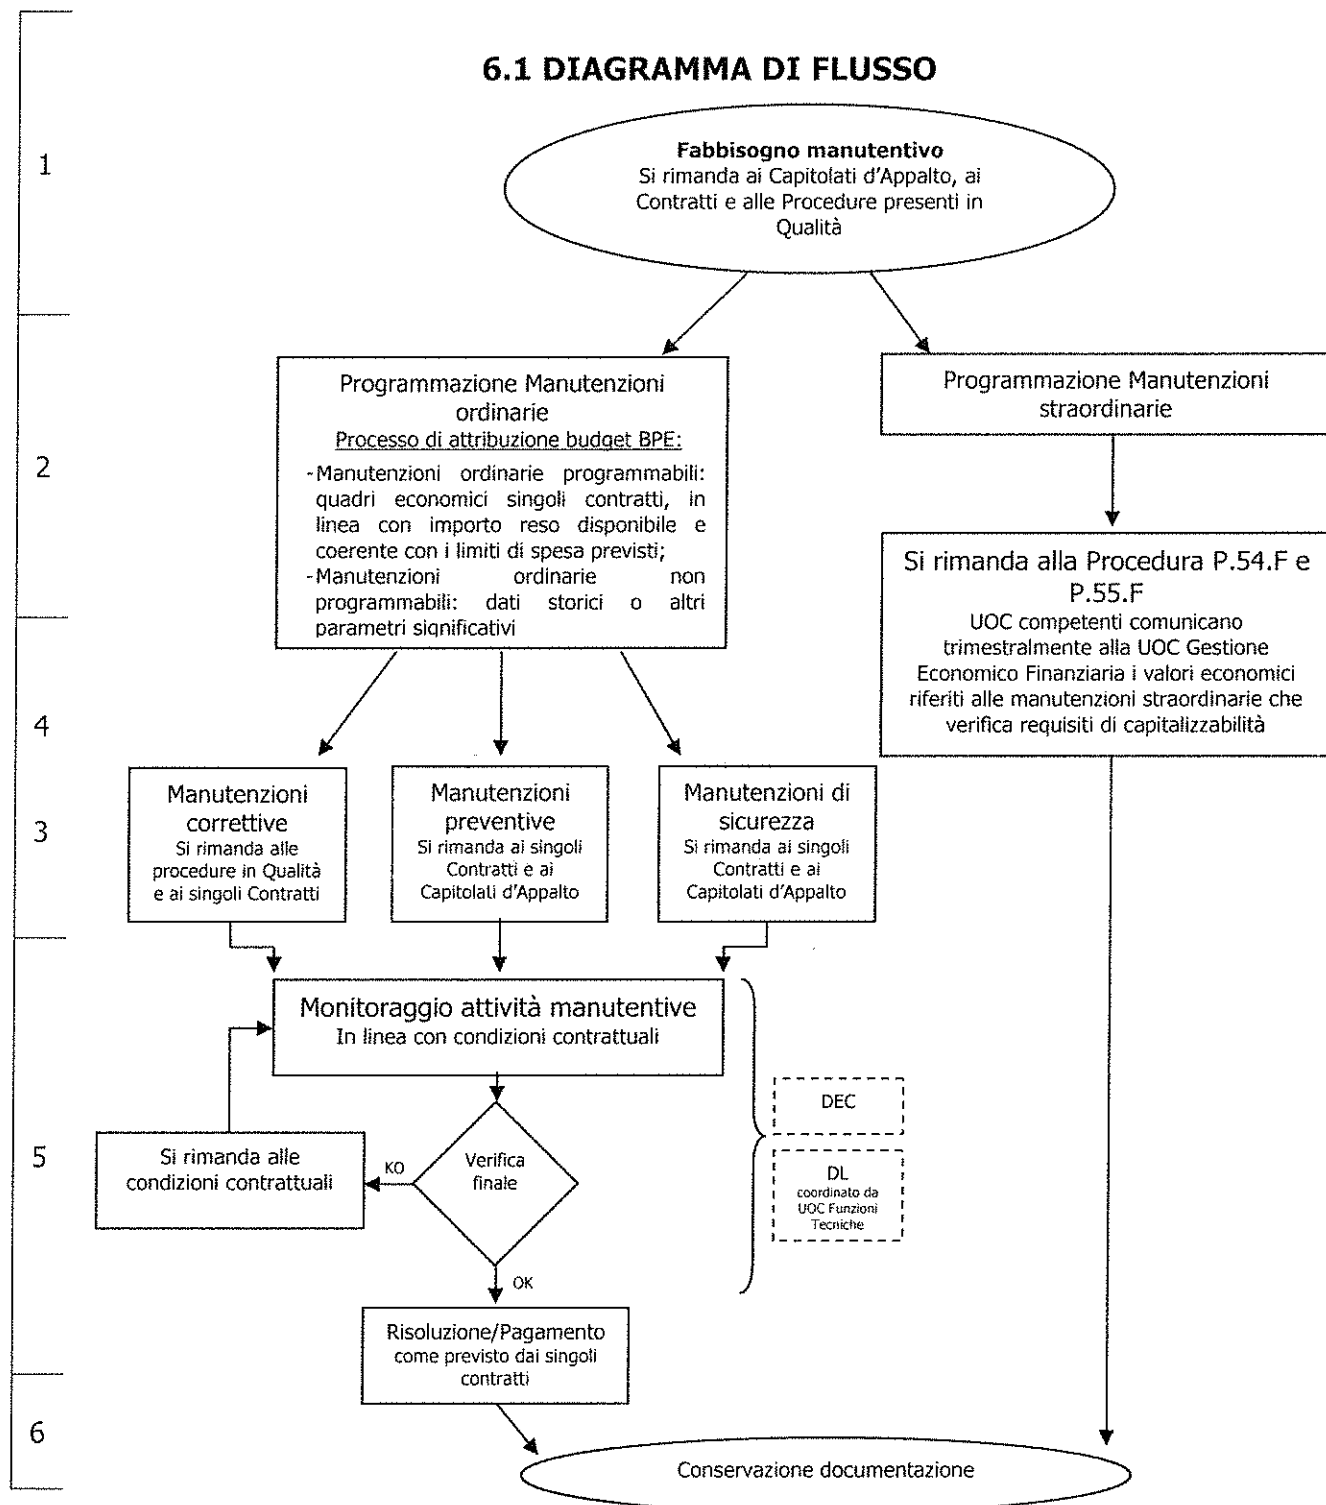 6.1 DIAGRAMMA DI FLUSSO
1
Fabbisogno manutentivo
Si rimanda ai Capitolati d'Appalto, ai
Contratti e alle Procedure presenti in
Qualità
2
Programmazione Manutenzioni
ordinarie
Processo di attribuzione budget BPE:
-Manutenzioni ordinarie programmabili:
quadri economici singoli contratti, in
linea con importo reso disponibile e
coerente con i limiti di spesa previsti;
-Manutenzioni ordinarie non
programmabili: dati storici o altri
parametri significativi
Programmazione Manutenzioni
straordinarie
Si rimanda alla Procedura P.54.F e
P.55.F
UOC competenti comunicano
trimestralmente alla UOC Gestione
Economico Finanziaria i valori economici
riferiti alle manutenzioni straordinarie che
verifica requisiti di capitalizzabilità
4
3
Manutenzioni
correttive
Si rimanda alle
procedure in Qualità
e ai singoli Contratti
Manutenzioni
preventive
Si rimanda ai singoli
Contratti e ai
Capitolati d'Appalto
Manutenzioni di
sicurezza
Si rimanda ai singoli
Contratti e ai
Capitolati d'Appalto
Monitoraggio attività manutentive
In linea con condizioni contrattuali
5
Si rimanda alle
condizioni contrattuali
KO
Verifica
finale
OK
DEC
DL
coordinato da
UOC Funzioni
Tecniche
Risoluzione/Pagamento
come previsto dai singoli
contratti
6
Conservazione documentazione